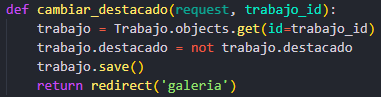 def cambiar_destacado(request, trabajo_id):
    trabajo = Trabajo.objects.get(id=trabajo_id)
    trabajo.destacado = not trabajo.destacado
    trabajo.save()
    return redirect('galeria')